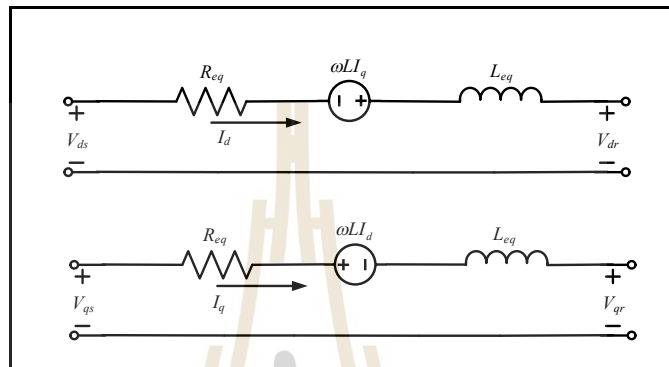 R_eq
ωLI_q
L_eq
+ - + +
V_ds
I_d
V_dr
- -
R_eq
ωLI_d
L_eq
+ + - +
V_qs
I_q
V_qr
- -